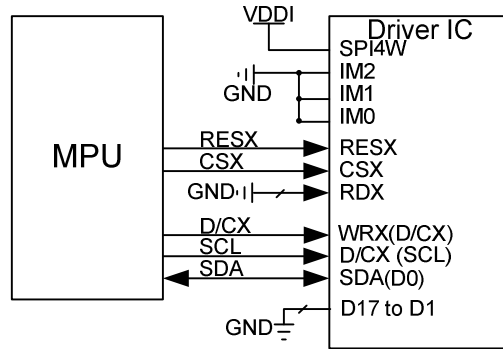 VDDI
Driver IC
SPI4W
IM2
GND
IM1
IM0
MPU
RESX
RESX
CSX
CSX
GND
RDX
D/CX
WRX(D/CX)
SCL
D/CX (SCL)
SDA
SDA(D0)
D17 to D1
GND